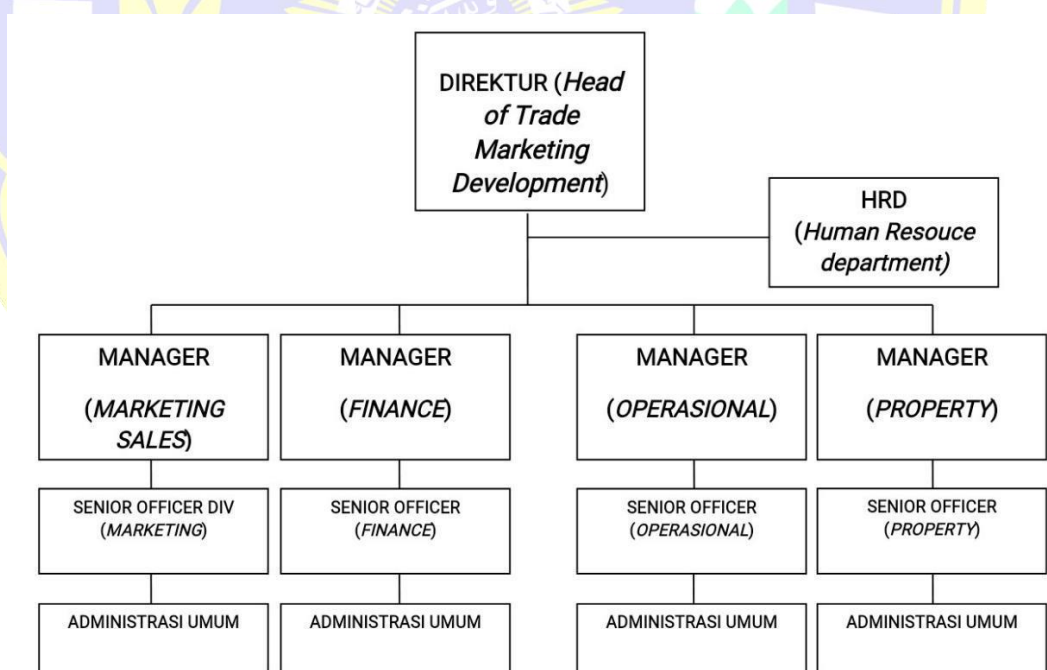 DIREKTUR (Head
of Trade
Marketing
Development)
HRD
(Human Resouce
department)
MANAGER
(MARKETING
SALES)
MANAGER
(FINANCE)
MANAGER
(OPERASIONAL)
MANAGER
(PROPERTY)
SENIOR OFFICER DIV
(MARKETING)
SENIOR OFFICER
(FINANCE)
SENIOR OFFICER
(OPERASIONAL)
SENIOR OFFICER
(PROPERTY)
ADMINISTRASI UMUM
ADMINISTRASI UMUM
ADMINISTRASI UMUM
ADMINISTRASI UMUM